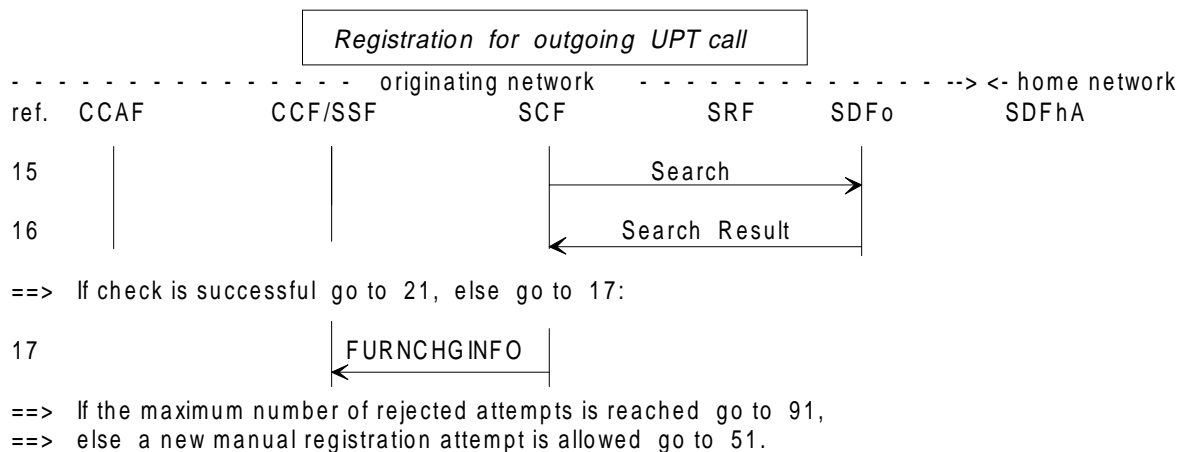 Registration for outgoing UPT call
- - - - - - - - - - - - - - - - originating network - - - - - - - - - - - - - - --> <- home network
ref. CCAF CCF/SSF SCF SRF SDFo SDFhA
15 Search
16 Search Result
==> If check is successful go to 21, else go to 17:
17 FURNCHGINFO
==> If the maximum number of rejected attempts is reached go to 91,
==> else a new manual registration attempt is allowed go to 51.